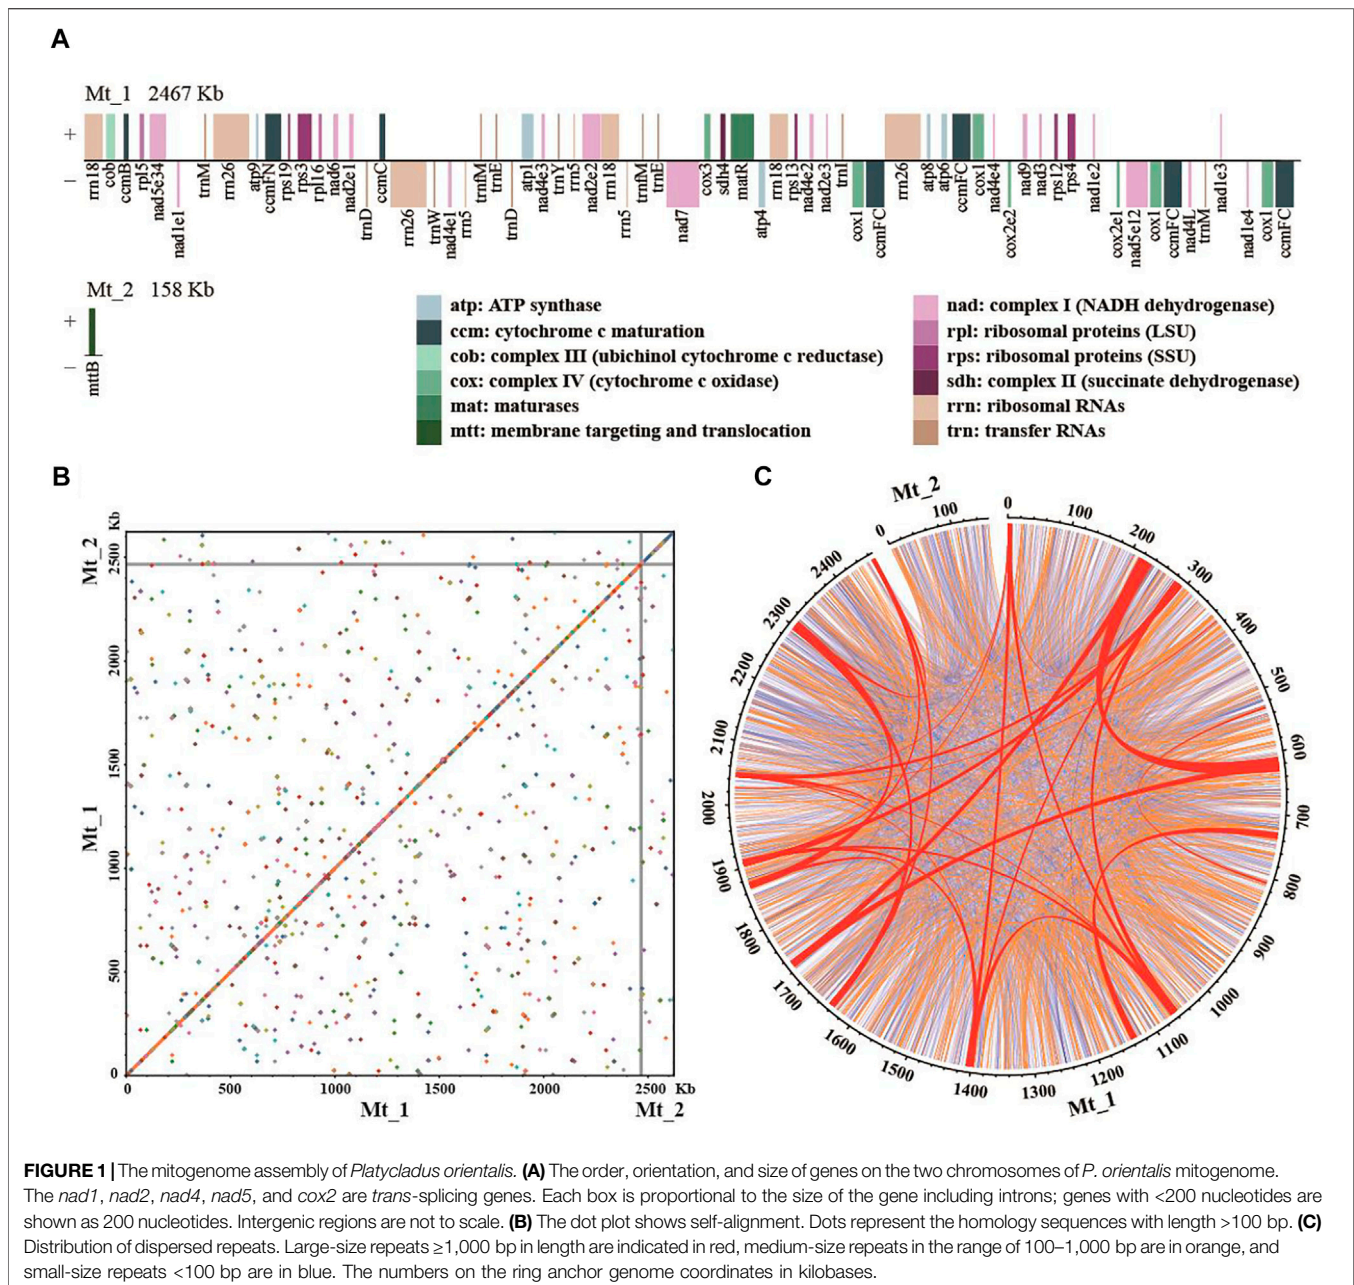 A
Mt_1 2467 Kb
+
−
rrn18 cob ccmB rpl5 nad5e34 nad1e1 trnM rrn26 atp9 ccmFN rps19 rps3 rpl16 nad6 nad2e1 trnD ccmC rrn26 trnW nad4e1 rrn5 trnfM trnE trnD atp1 nad4e3 trnY rrn5 nad2e2 rrn18 rrn5 trnfM trnE nad7 cox3 sdh4 matR atp4 rrn18 rps13 nad4e2 nad2e3 trnI cox1 ccmFC rrn26 atp8 atp6 ccmFC cox1 nad4e4 cox2e2 nad9 nad3 rps12 rps4 nad1e2 cox2e1 nad5e12 cox1 ccmFC nad4L trnM nad1e3 nad1e4 cox1 ccmFC
Mt_2 158 Kb
+
−
mttB
atp: ATP synthase
ccm: cytochrome c maturation
cob: complex III (ubichinol cytochrome c reductase)
cox: complex IV (cytochrome c oxidase)
mat: maturases
mtt: membrane targeting and translocation
nad: complex I (NADH dehydrogenase)
rpl: ribosomal proteins (LSU)
rps: ribosomal proteins (SSU)
sdh: complex II (succinate dehydrogenase)
rrn: ribosomal RNAs
trn: transfer RNAs
B
Kb
Mt_2
2500
2000
1500
Mt_1
1000
500
0
0 500 1000 1500 2000 2500 Kb
Mt_1 Mt_2
C
Mt_2
0 100
0 100 200 300 400 500 600 700 800 900 1000 1100 1200 1300 1400 1500 1600 1700 1800 1900 2000 2100 2200 2300 2400
Mt_1
FIGURE 1 | The mitogenome assembly of Platycladus orientalis. (A) The order, orientation, and size of genes on the two chromosomes of P. orientalis mitogenome.
The nad1, nad2, nad4, nad5, and cox2 are trans-splicing genes. Each box is proportional to the size of the gene including introns; genes with <200 nucleotides are
shown as 200 nucleotides. Intergenic regions are not to scale. (B) The dot plot shows self-alignment. Dots represent the homology sequences with length >100 bp. (C)
Distribution of dispersed repeats. Large-size repeats ≥1,000 bp in length are indicated in red, medium-size repeats in the range of 100–1,000 bp are in orange, and
small-size repeats <100 bp are in blue. The numbers on the ring anchor genome coordinates in kilobases.